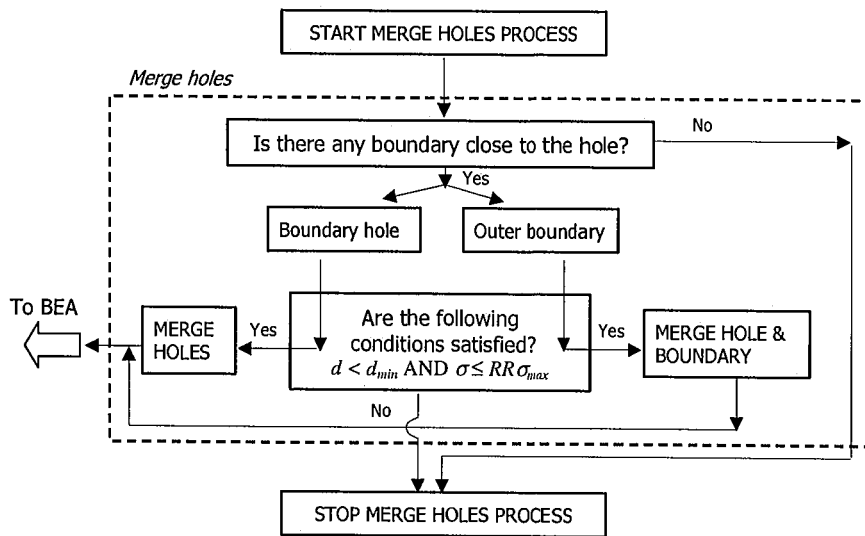 START MERGE HOLES PROCESS
Merge holes
Is there any boundary close to the hole?
No
Yes
Boundary hole
Outer boundary
To BEA
MERGE
HOLES
Yes
Are the following
conditions satisfied?
d < dmin AND σ ≤ RRσmax
Yes
MERGE HOLE &
BOUNDARY
No
STOP MERGE HOLES PROCESS